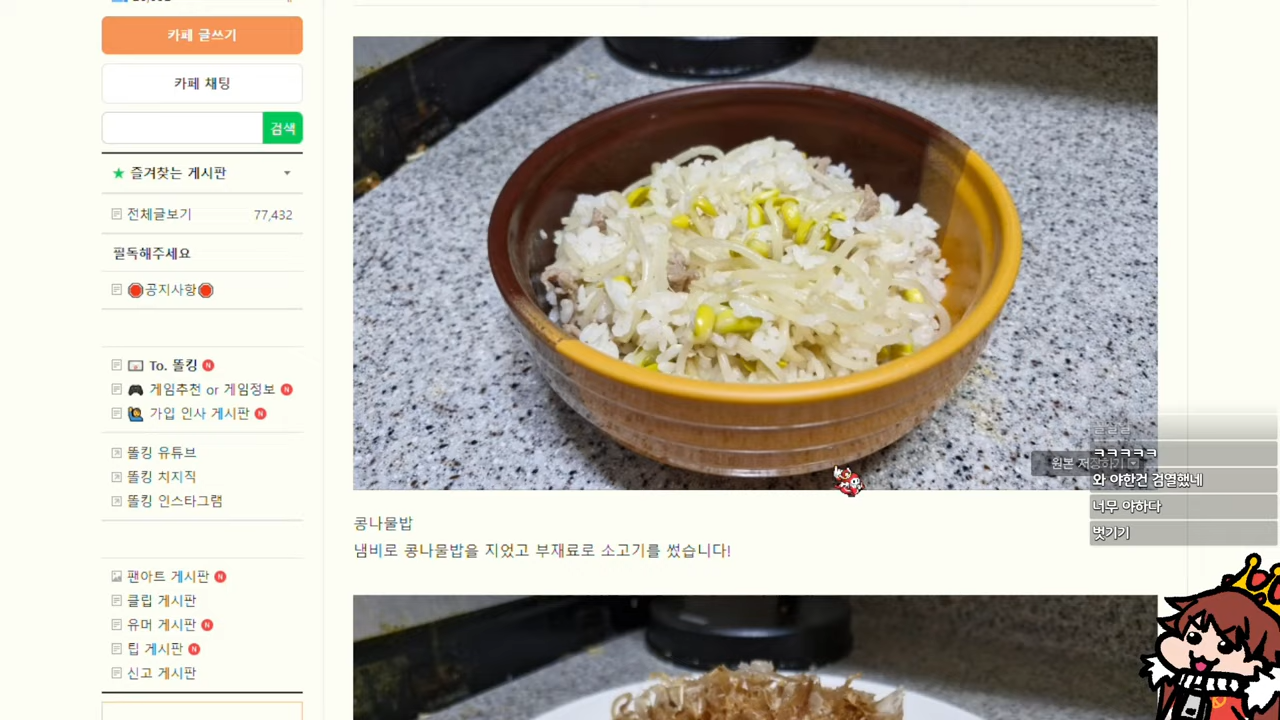 카페 글쓰기
카페 채팅
검색
★ 즐겨찾는 게시판
전체글보기 77,432
필독해주세요
공지사항
To. 똘킹 N
게임추천 or 게임정보 N
가입 인사 게시판 N
똘킹 유튜브
똘킹 치지직
똘킹 인스타그램
팬아트 게시판 N
클립 게시판
유머 게시판 N
팁 게시판 N
신고 게시판
콩나물밥
냄비로 콩나물밥을 지었고 부재료로 소고기를 썼습니다!
원본 저장하기
ㅋㅋㅋㅋㅋ
와 야한건 검열했네
너무 야하다
벗기기